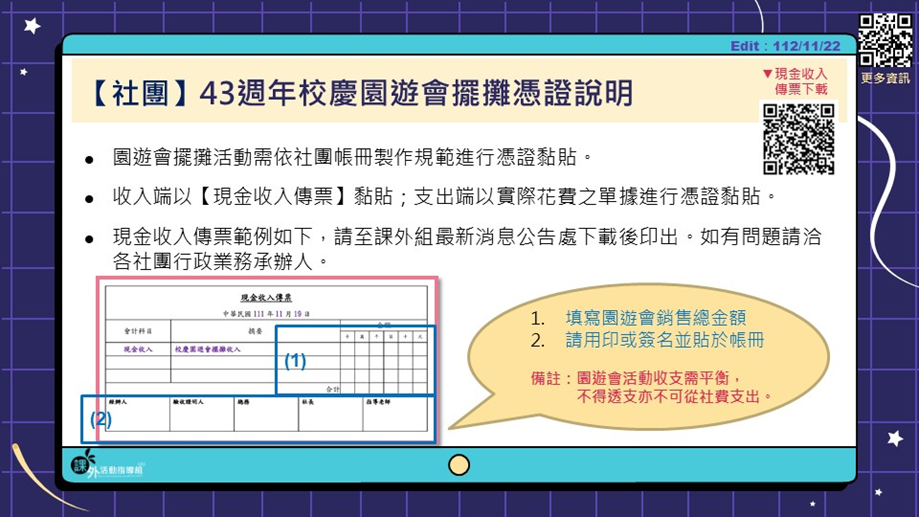 Edit：112/11/22
更多資訊
【社團】43週年校慶園遊會擺攤憑證說明
▼現金收入
傳票下載
● 園遊會擺攤活動需依社團帳冊製作規範進行憑證黏貼。
● 收入端以【現金收入傳票】黏貼；支出端以實際花費之單據進行憑證黏貼。
● 現金收入傳票範例如下，請至課外組最新消息公告處下載後印出。如有問題請洽
各社團行政業務承辦人。
現金收入傳票
中華民國 111 年 11 月 19 日
會計科目 摘要
十 萬 千 百 十 元
現金收入 校慶園遊會擺攤收入
(1)
合計
(2)
經辦人 驗收證明人 總務 社長 指導老師
1. 填寫園遊會銷售總金額
2. 請用印或簽名並貼於帳冊
備註：園遊會活動收支需平衡，
不得透支亦不可從社費支出。
課外活動指導組